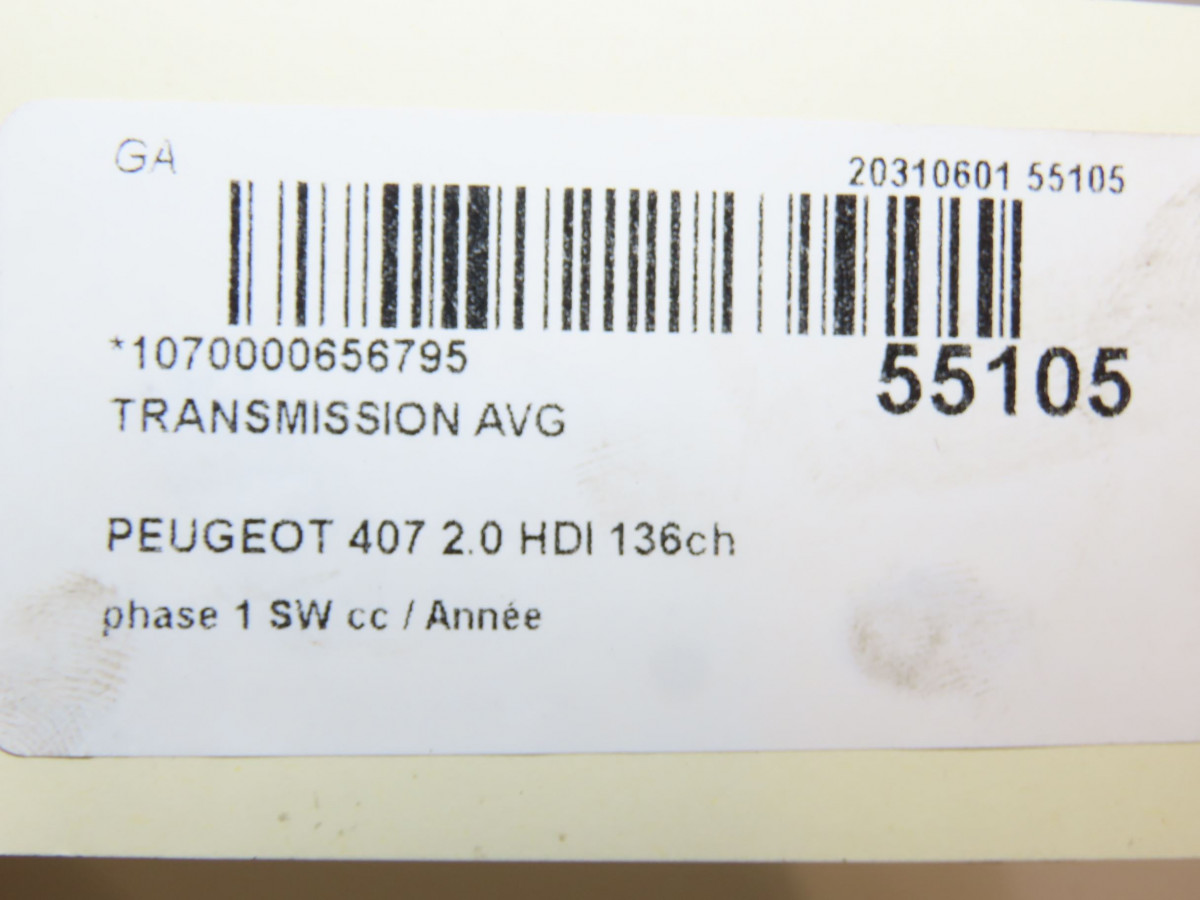 GA
20310601 55105
*1070000656795
55105
TRANSMISSION AVG
PEUGEOT 407 2.0 HDI 136ch
phase 1 SW cc / Année